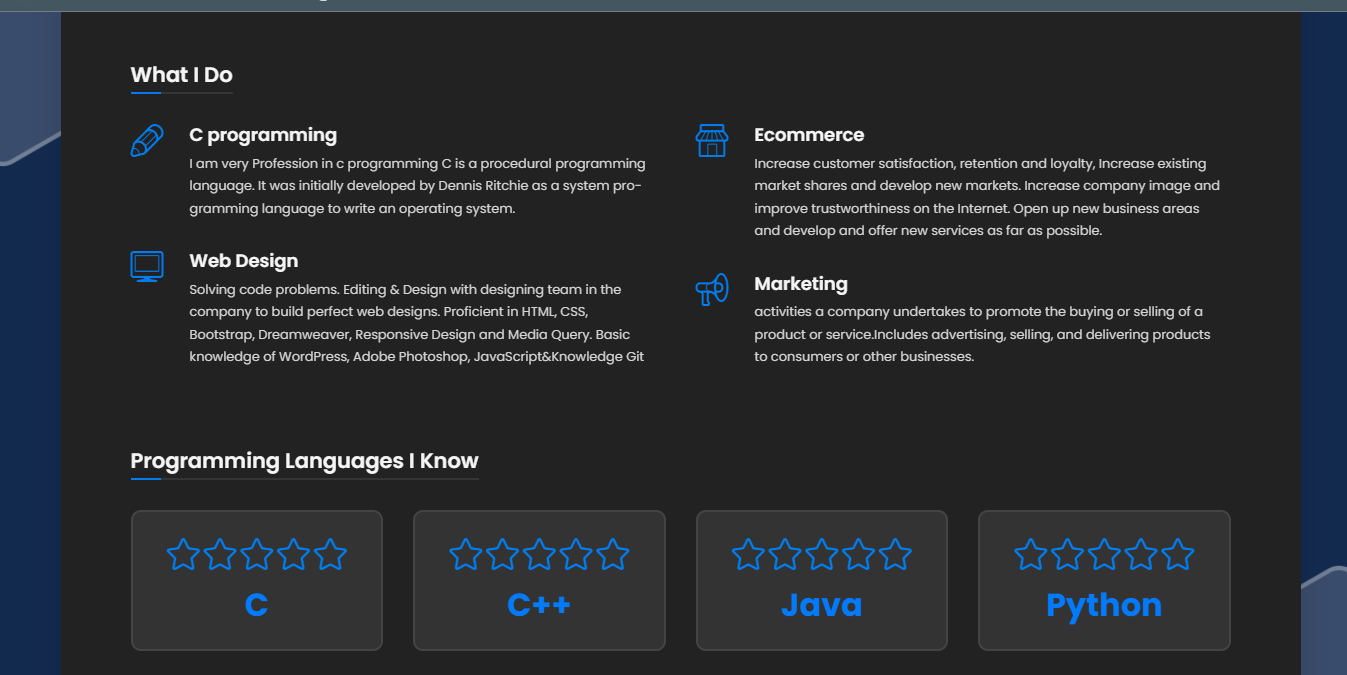 What I Do
C programming
I am very Profession in c programming C is a procedural programming
language. It was initially developed by Dennis Ritchie as a system pro-
gramming language to write an operating system.
Web Design
Solving code problems. Editing & Design with designing team in the
company to build perfect web designs. Proficient in HTML, CSS,
Bootstrap, Dreamweaver, Responsive Design and Media Query. Basic
knowledge of WordPress, Adobe Photoshop, JavaScript&Knowledge Git
Ecommerce
Increase customer satisfaction, retention and loyalty, Increase existing
market shares and develop new markets. Increase company image and
improve trustworthiness on the Internet. Open up new business areas
and develop and offer new services as far as possible.
Marketing
activities a company undertakes to promote the buying or selling of a
product or service.Includes advertising, selling, and delivering products
to consumers or other businesses.
Programming Languages I Know
C
C++
Java
Python